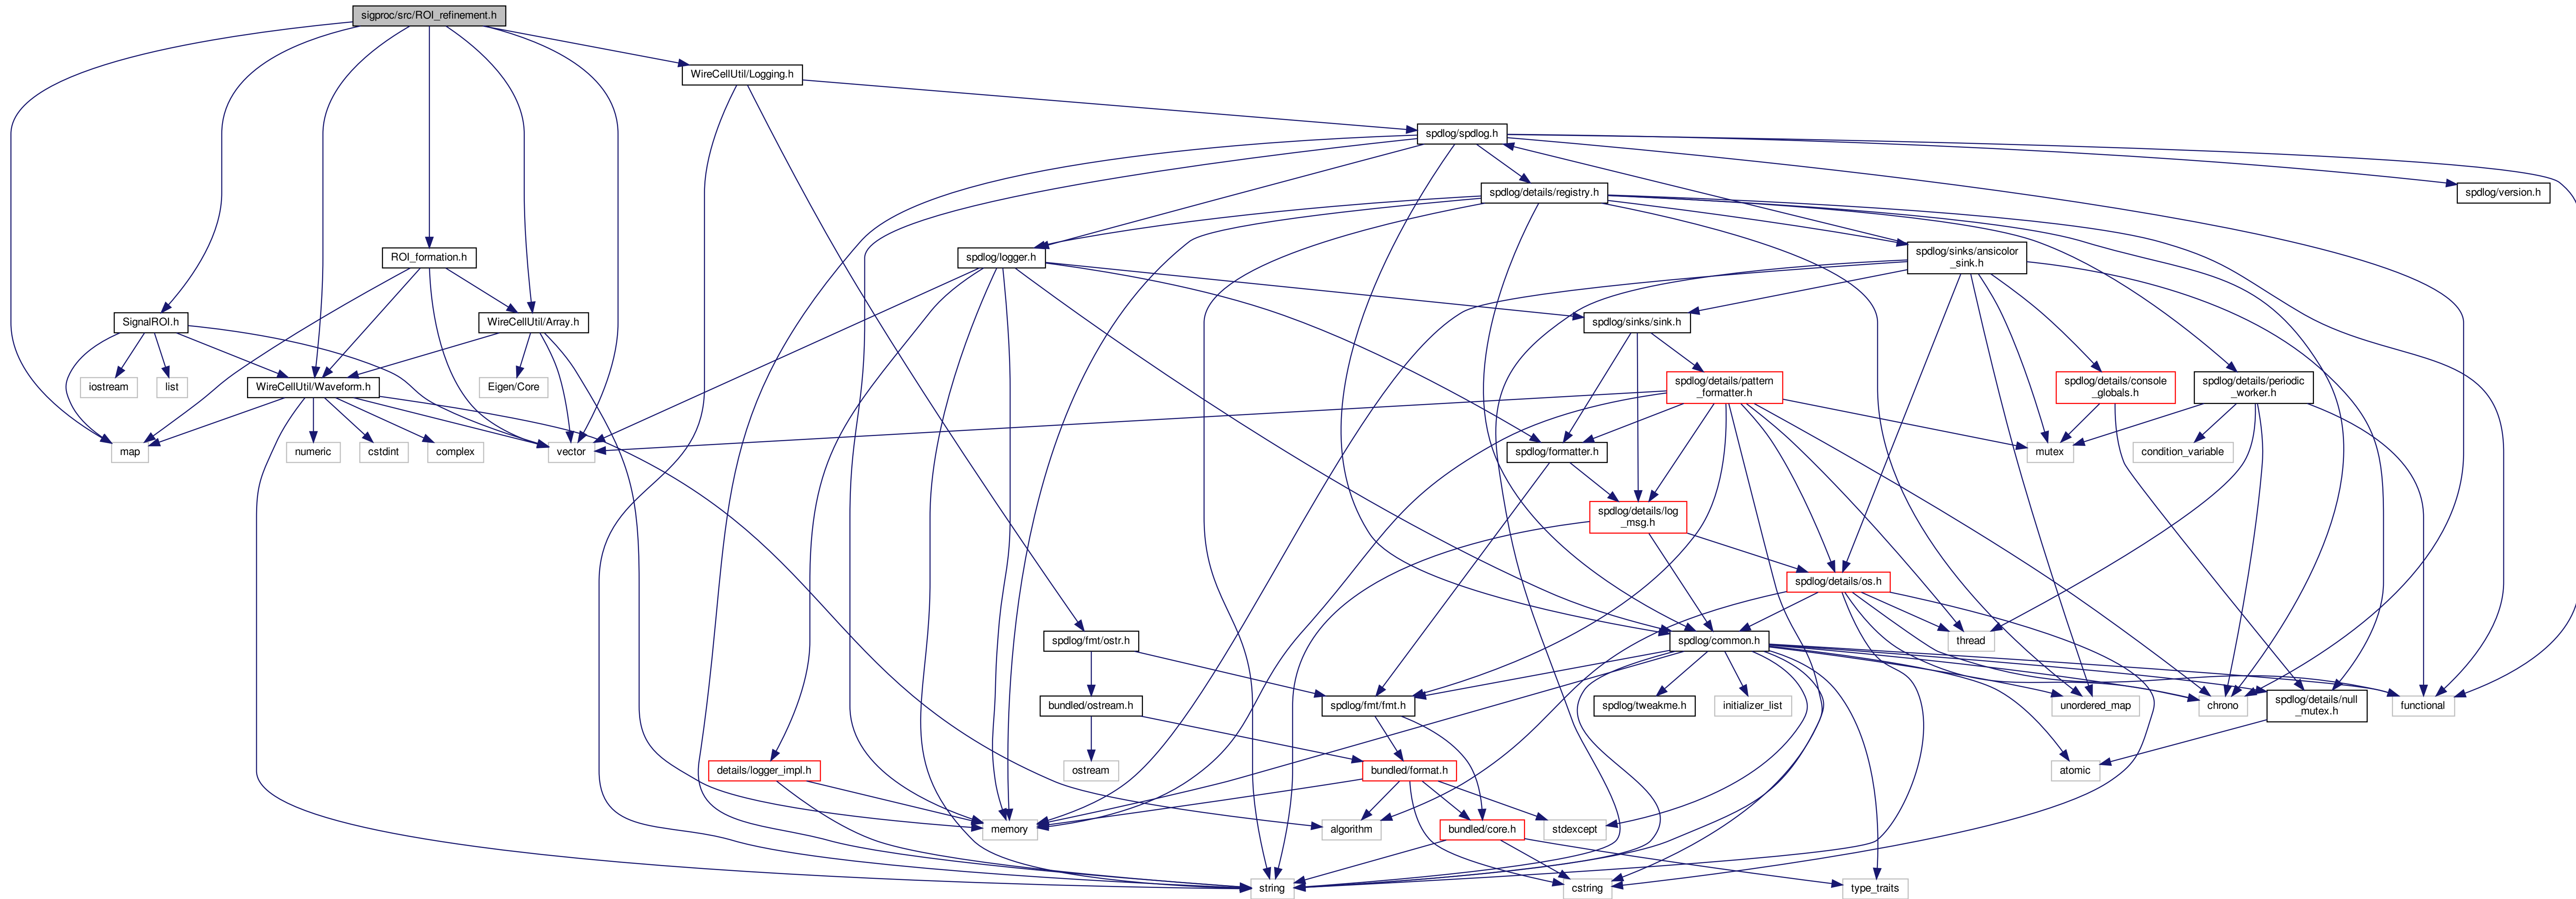 sigproc/src/ROI_refinement.h
WireCellUtil/Logging.h
spdlog/spdlog.h
spdlog/details/registry.h
spdlog/version.h
ROI_formation.h
spdlog/logger.h
spdlog/sinks/ansicolor
_sink.h
SignalROI.h
WireCellUtil/Array.h
spdlog/sinks/sink.h
iostream
list
WireCellUtil/Waveform.h
Eigen/Core
spdlog/details/pattern
_formatter.h
spdlog/details/console
_globals.h
spdlog/details/periodic
_worker.h
map
numeric
cstdint
complex
vector
spdlog/formatter.h
mutex
condition_variable
spdlog/details/log
_msg.h
spdlog/details/os.h
spdlog/fmt/ostr.h
spdlog/common.h
thread
bundled/ostream.h
spdlog/fmt/fmt.h
spdlog/tweakme.h
initializer_list
unordered_map
chrono
spdlog/details/null
_mutex.h
functional
details/logger_impl.h
ostream
bundled/format.h
atomic
memory
algorithm
bundled/core.h
stdexcept
string
cstring
type_traits